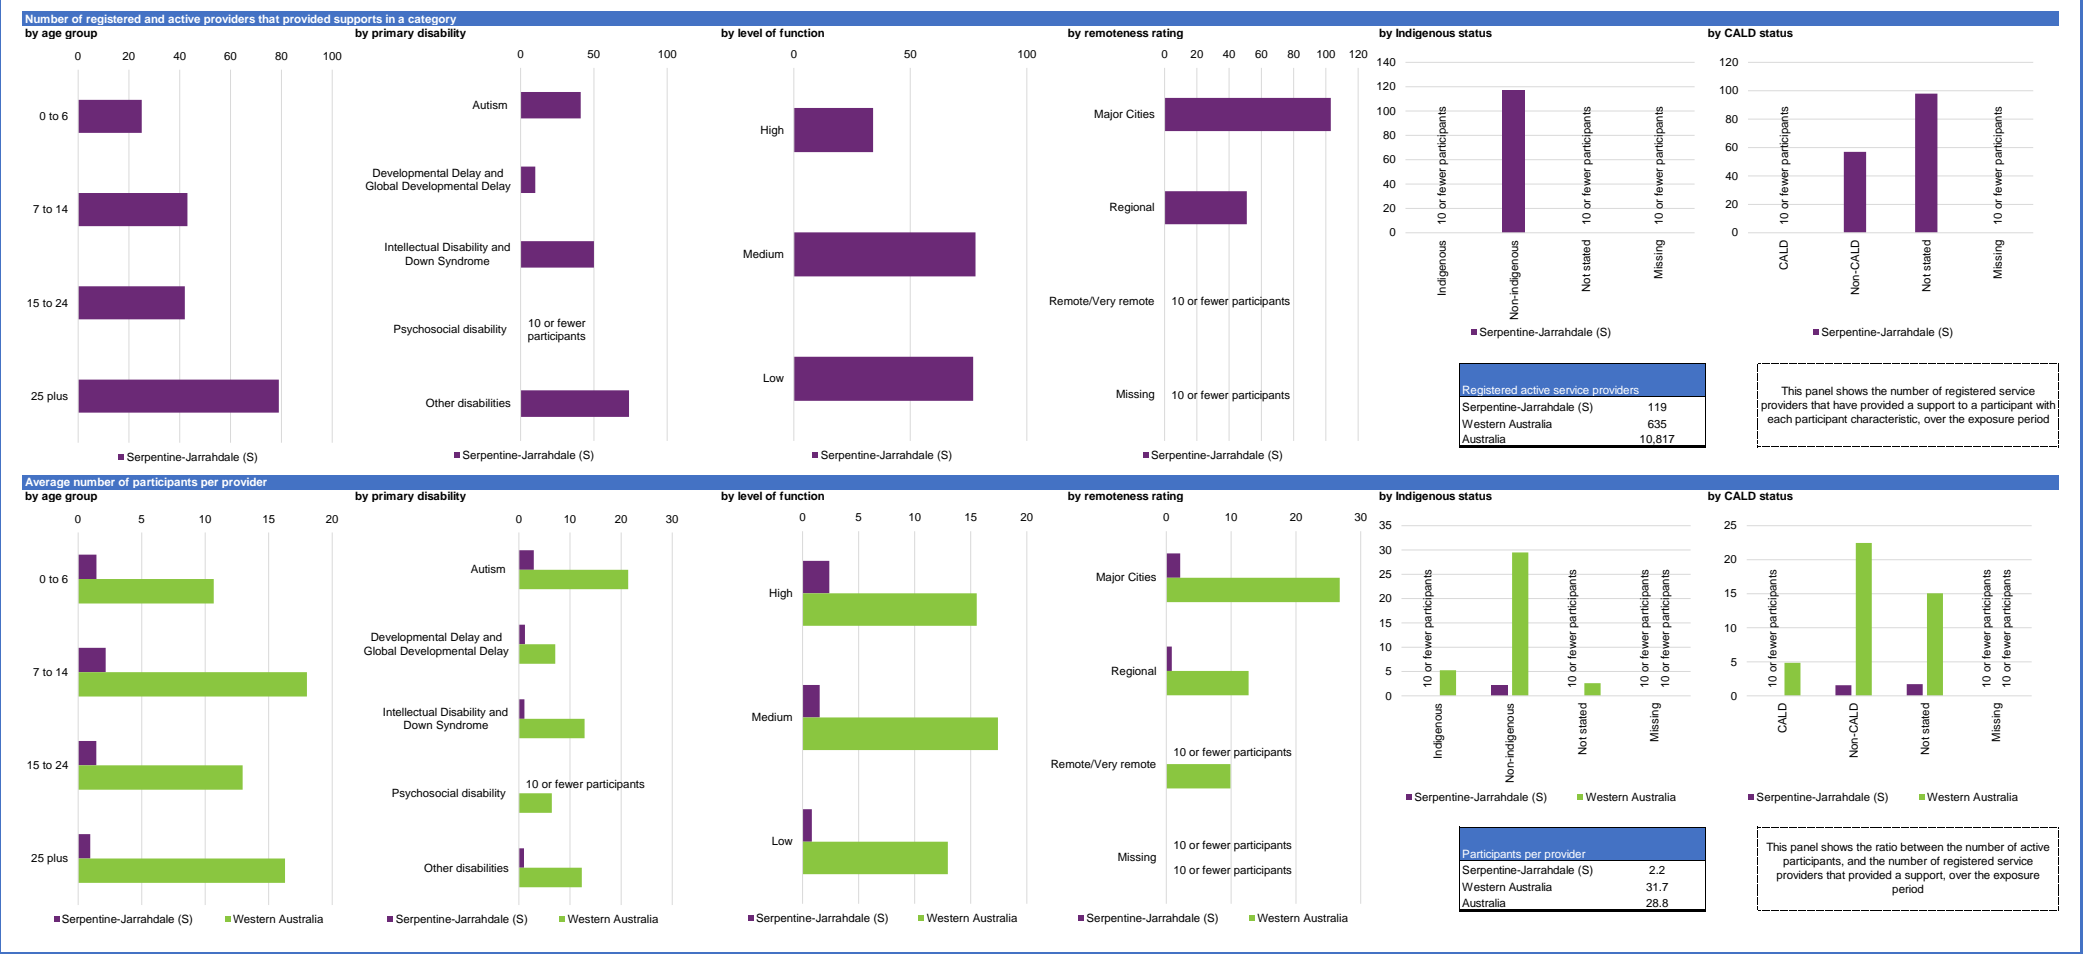 Number of registered and active providers that provided supports in a category
by age group
0 20 40 60 80 100
0 to 6
7 to 14
15 to 24
25 plus
Serpentine-Jarrahdale (S)
by primary disability
0 50 100
Autism
Developmental Delay and
Global Developmental Delay
Intellectual Disability and
Down Syndrome
Psychosocial disability
10 or fewer
participants
Other disabilities
Serpentine-Jarrahdale (S)
by level of function
0 50 100
High
Medium
Low
Serpentine-Jarrahdale (S)
by remoteness rating
0 20 40 60 80 100 120
Major Cities
Regional
Remote/Very remote
10 or fewer participants
Missing
10 or fewer participants
Serpentine-Jarrahdale (S)
by Indigenous status
140
120
100
80
60
40
20
0
10 or fewer participants
10 or fewer participants
10 or fewer participants
Indigenous
Non-indigenous
Not stated
Missing
Serpentine-Jarrahdale (S)
by CALD status
120
100
80
60
40
20
0
10 or fewer participants
10 or fewer participants
CALD
Non-CALD
Not stated
Missing
Serpentine-Jarrahdale (S)
Registered active service providers
Serpentine-Jarrahdale (S) 119
Western Australia 635
Australia 10,817
This panel shows the number of registered service
providers that have provided a support to a participant with
each participant characteristic, over the exposure period
Average number of participants per provider
by age group
0 5 10 15 20
0 to 6
7 to 14
15 to 24
25 plus
Serpentine-Jarrahdale (S) Western Australia
by primary disability
0 10 20 30
Autism
Developmental Delay and
Global Developmental Delay
Intellectual Disability and
Down Syndrome
Psychosocial disability
10 or fewer participants
Other disabilities
Serpentine-Jarrahdale (S) Western Australia
by level of function
0 5 10 15 20
High
Medium
Low
Serpentine-Jarrahdale (S) Western Australia
by remoteness rating
0 10 20 30
Major Cities
Regional
Remote/Very remote
10 or fewer participants
Missing
10 or fewer participants
10 or fewer participants
Serpentine-Jarrahdale (S) Western Australia
by Indigenous status
35
30
25
20
15
10
5
0
10 or fewer participants
10 or fewer participants
10 or fewer participants
10 or fewer participants
Indigenous
Non-indigenous
Not stated
Missing
Serpentine-Jarrahdale (S) Western Australia
by CALD status
25
20
15
10
5
0
10 or fewer participants
10 or fewer participants
10 or fewer participants
CALD
Non-CALD
Not stated
Missing
Serpentine-Jarrahdale (S) Western Australia
Participants per provider
Serpentine-Jarrahdale (S) 2.2
Western Australia 31.7
Australia 28.8
This panel shows the ratio between the number of active
participants, and the number of registered service
providers that provided a support, over the exposure
period